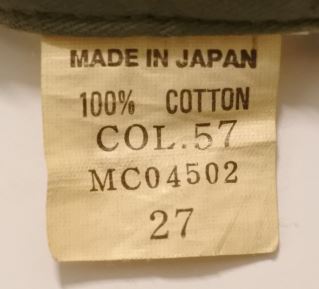 MADE IN JAPAN
100% COTTON
COL.57
MC04502
27